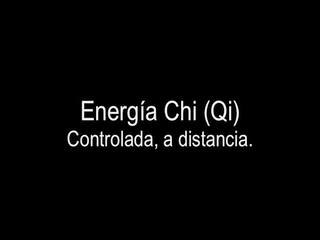 Energía Chi (Qi)
Controlada, a distancia.